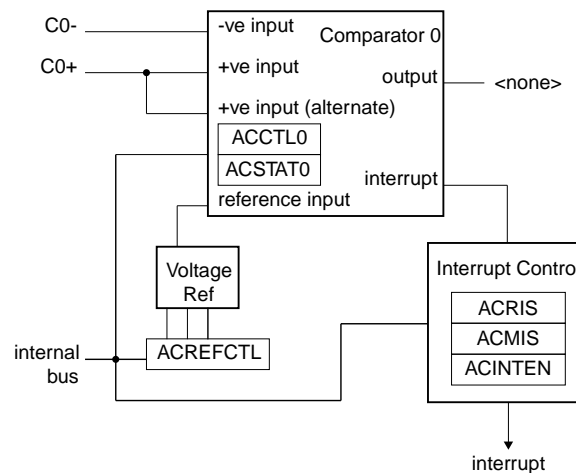 C0-
-ve input
Comparator 0
C0+
+ve input
output
<none>
+ve input (alternate)
ACCTL0
ACSTAT0
interrupt
reference input
Voltage
Ref
Interrupt Control
ACRIS
ACMIS
ACINTEN
internal
bus
ACREFCTL
interrupt